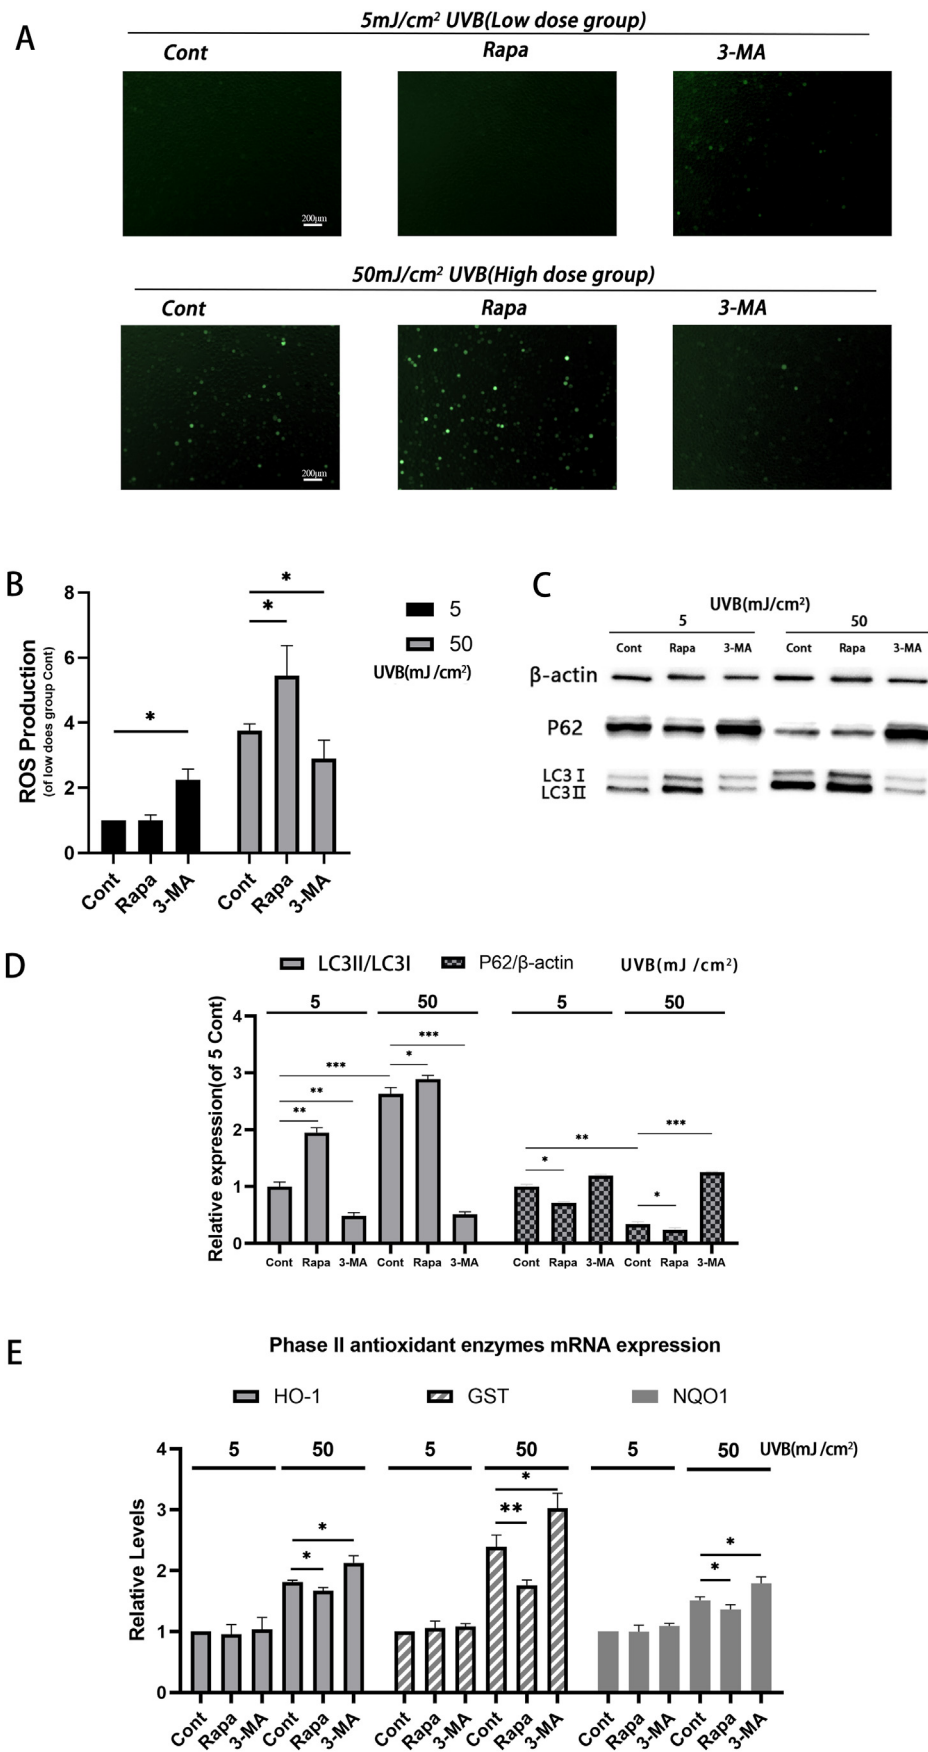 A
5mJ/cm² UVB(Low dose group)
Cont Rapa 3-MA
200μm
50mJ/cm² UVB(High dose group)
Cont Rapa 3-MA
200μm
B
8
6
4
2
0
ROS Production
(of low does group Cont)
*
*
*
5
50
UVB(mJ/cm²)
Cont Rapa 3-MA Cont Rapa 3-MA
C
UVB(mJ/cm²)
5 50
Cont Rapa 3-MA Cont Rapa 3-MA
β-actin
P62
LC3 I
LC3 II
D
LC3II/LC3I P62/β-actin UVB(mJ/cm²)
5 50 5 50
Relative expression(of 5 Cont)
4
3
2
1
0
*** * *** ** **
** * *** *
Cont Rapa 3-MA Cont Rapa 3-MA Cont Rapa 3-MA Cont Rapa 3-MA
E
Phase II antioxidant enzymes mRNA expression
HO-1 GST NQO1
5 50 5 50 5 50 UVB(mJ/cm²)
Relative Levels
4
3
2
1
0
* * * ** * *
Cont Rapa 3-MA Cont Rapa 3-MA Cont Rapa 3-MA Cont Rapa 3-MA Cont Rapa 3-MA Cont Rapa 3-MA